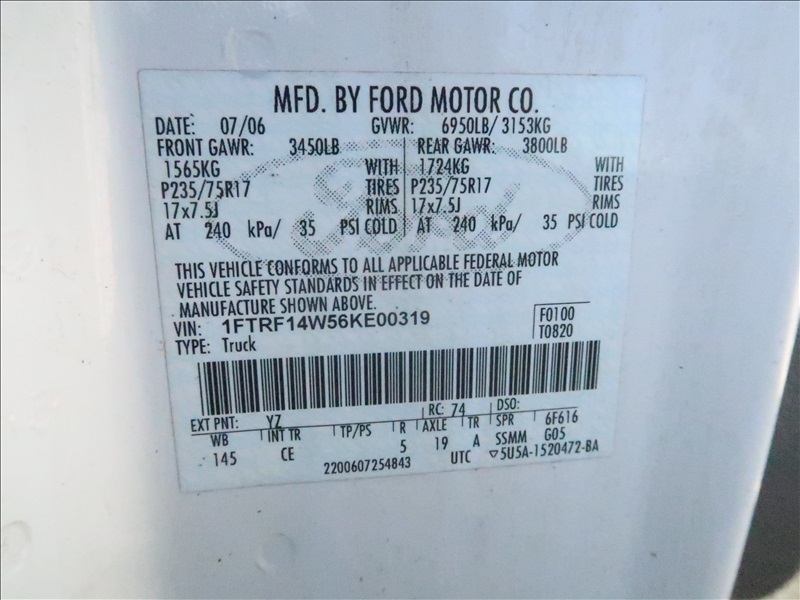 MFD. BY FORD MOTOR CO.
DATE: 07/06 GVWR: 6950LB/ 3153KG
FRONT GAWR: 3450LB REAR GAWR: 3800LB
1565KG WITH 1724KG WITH
P235/75R17 TIRES P235/75R17 TIRES
17x7.5J RIMS 17x7.5J RIMS
AT 240 kPa/ 35 PSI COLD AT 240 kPa/ 35 PSI COLD
Ford
THIS VEHICLE CONFORMS TO ALL APPLICABLE FEDERAL MOTOR
VEHICLE SAFETY STANDARDS IN EFFECT ON THE DATE OF
MANUFACTURE SHOWN ABOVE.
VIN: 1FTRF14W56KE00319 F0100
TYPE: Truck T0820
EXT PNT: YZ RC: 74 DSO:
WB INT TR TP/PS R AXLE TR SPR 6F616
145 CE 5 19 A SSMM G05
2200607254843 UTC ▽5U5A-1520472-BA